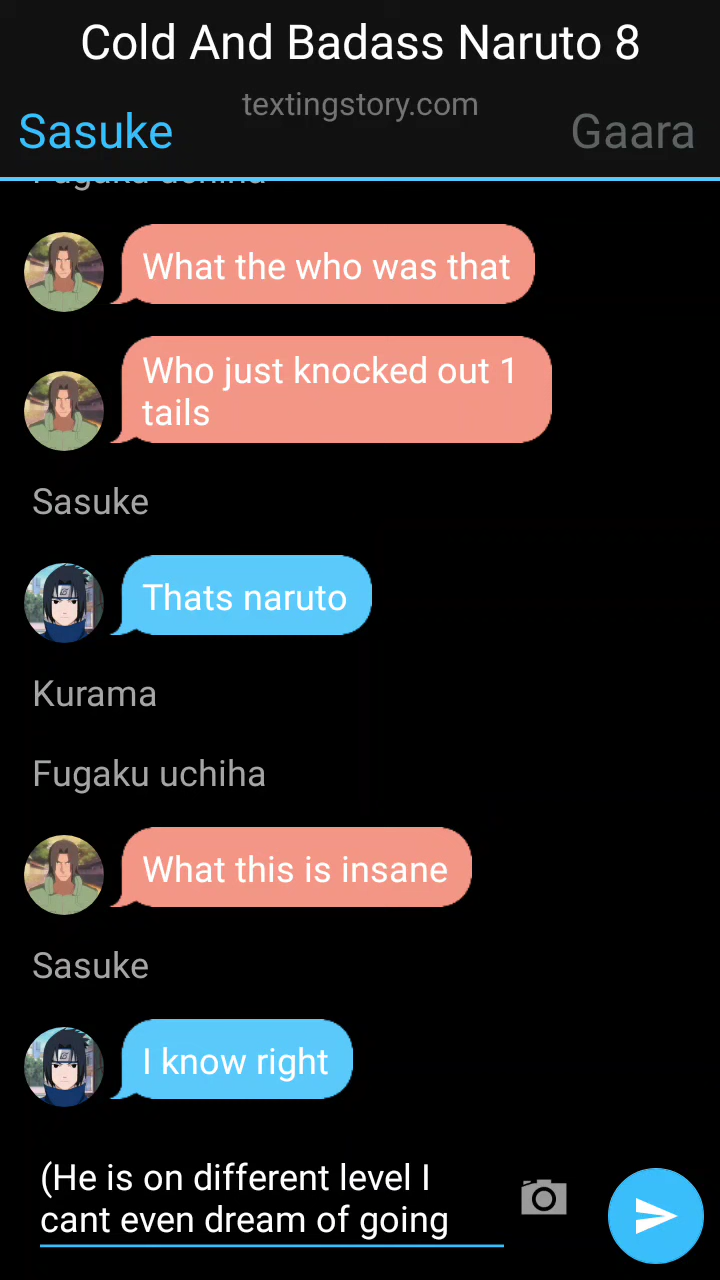 Cold And Badass Naruto 8
textingstory.com
Sasuke
Gaara
Fugaku uchiha
What the who was that
Who just knocked out 1
tails
Sasuke
Thats naruto
Kurama
Fugaku uchiha
What this is insane
Sasuke
I know right
(He is on different level I
cant even dream of going